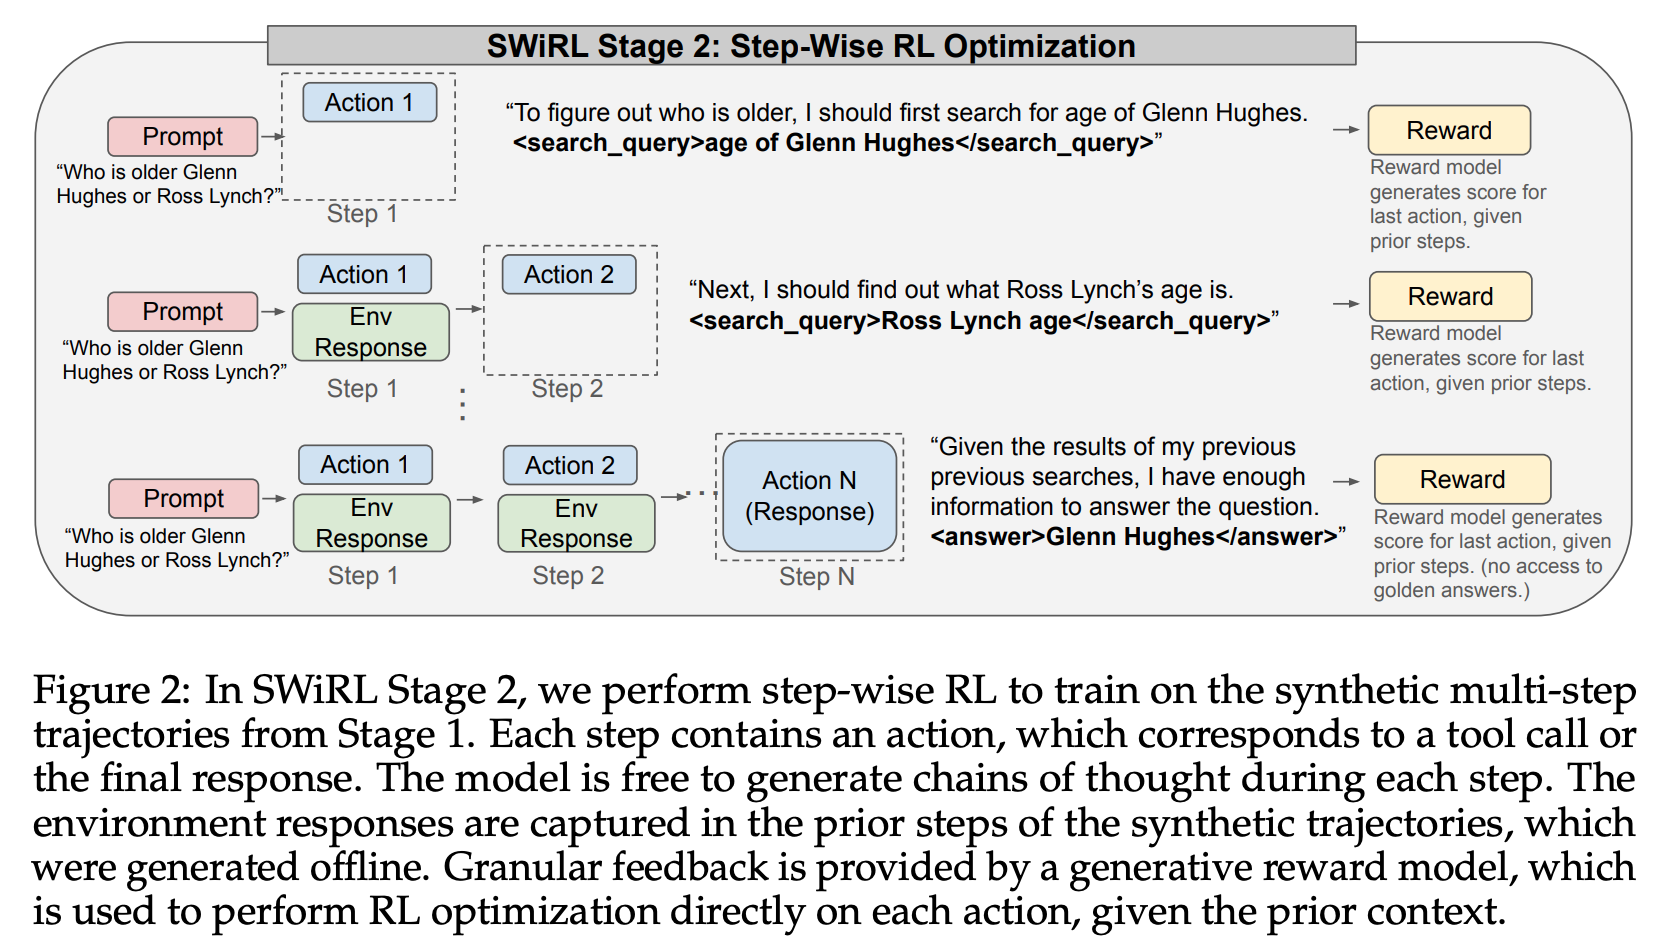 SWiRL Stage 2: Step-Wise RL Optimization
Prompt
“Who is older Glenn
Hughes or Ross Lynch?”
Action 1
Step 1
“To figure out who is older, I should first search for age of Glenn Hughes.
<search_query>age of Glenn Hughes</search_query>”
Reward
Reward model
generates score for
last action, given
prior steps.
Prompt
“Who is older Glenn
Hughes or Ross Lynch?”
Action 1
Env
Response
Step 1
Action 2
Step 2
“Next, I should find out what Ross Lynch’s age is.
<search_query>Ross Lynch age</search_query>”
Reward
Reward model
generates score for last
action, given prior steps.
Prompt
“Who is older Glenn
Hughes or Ross Lynch?”
Action 1
Env
Response
Step 1
Action 2
Env
Response
Step 2
Action N
(Response)
Step N
“Given the results of my previous
previous searches, I have enough
information to answer the question.
<answer>Glenn Hughes</answer>”
Reward
Reward model generates
score for last action, given
prior steps. (no access to
golden answers.)
Figure 2: In SWiRL Stage 2, we perform step-wise RL to train on the synthetic multi-step
trajectories from Stage 1. Each step contains an action, which corresponds to a tool call or
the final response. The model is free to generate chains of thought during each step. The
environment responses are captured in the prior steps of the synthetic trajectories, which
were generated offline. Granular feedback is provided by a generative reward model, which
is used to perform RL optimization directly on each action, given the prior context.